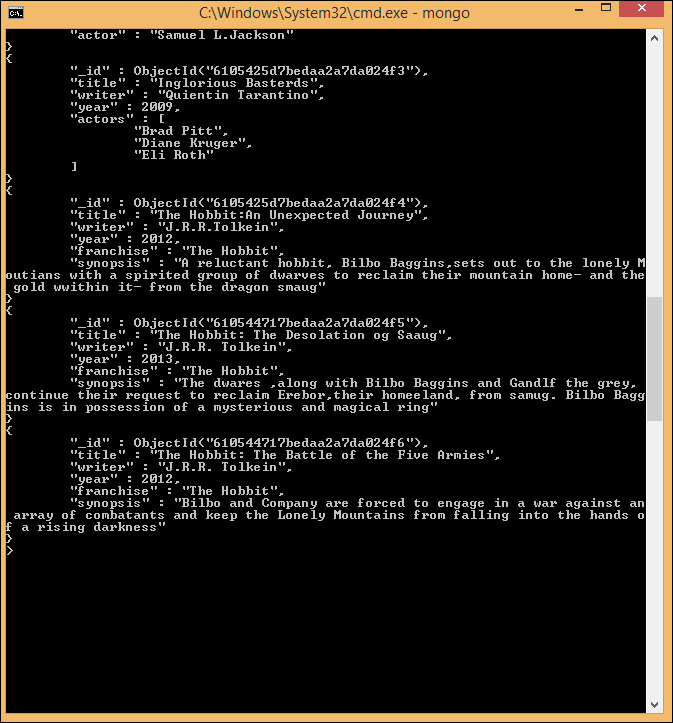 C:\Windows\System32\cmd.exe - mongo
"actor" : "Samuel L.Jackson"
}
{
"_id" : ObjectId("6105425d7bedaa2a7da024f3"),
"title" : "Inglorious Basterds",
"writer" : "Quientin Tarantino",
"year" : 2009,
"actors" : [
"Brad Pitt",
"Diane Kruger",
"Eli Roth"
]
}
{
"_id" : ObjectId("6105425d7bedaa2a7da024f4"),
"title" : "The Hobbit:An Unexpected Journey",
"writer" : "J.R.R.Tolkein",
"year" : 2012,
"franchise" : "The Hobbit",
"synopsis" : "A reluctant hobbit, Bilbo Baggins,sets out to the lonely M
outians with a spirited group of dwarves to reclaim their mountain home- and the
gold wwithin it- from the dragon smaug"
}
{
"_id" : ObjectId("610544717bedaa2a7da024f5"),
"title" : "The Hobbit: The Desolation og Saaug",
"writer" : "J.R.R. Tolkein",
"year" : 2013,
"franchise" : "The Hobbit",
"synopsis" : "The dwares ,along with Bilbo Baggins and Gandlf the grey,
continue their request to reclaim Erebor,their homeeland, from samug. Bilbo Bagg
ins is in possession of a mysterious and magical ring"
}
{
"_id" : ObjectId("610544717bedaa2a7da024f6"),
"title" : "The Hobbit: The Battle of the Five Armies",
"writer" : "J.R.R. Tolkein",
"year" : 2012,
"franchise" : "The Hobbit",
"synopsis" : "Bilbo and Company are forced to engage in a war against an
array of combatants and keep the Lonely Mountains from falling into the hands o
f a rising darkness"
}
>